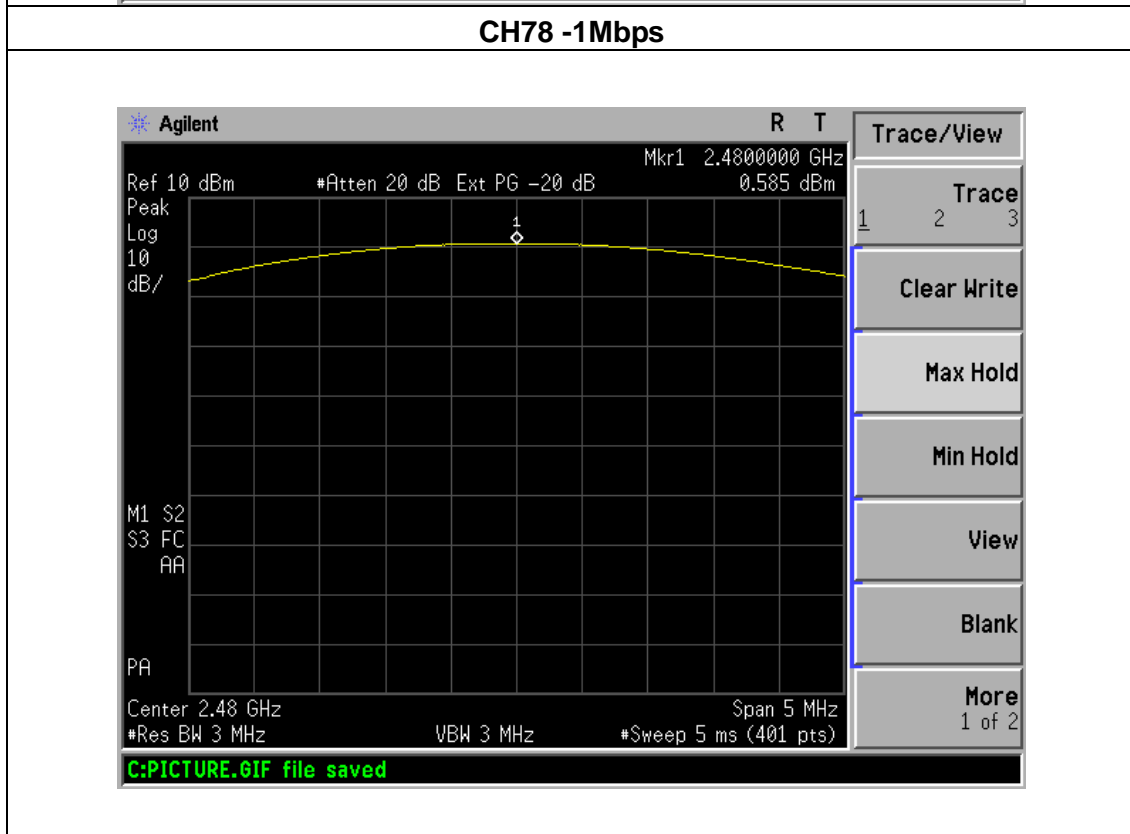 CH78 -1Mbps
Agilent R T
Mkr1 2.4800000 GHz
Ref 10 dBm #Atten 20 dB Ext PG -20 dB 0.585 dBm
Peak
Log
10
dB/
1
M1 S2
S3 FC
AA
PA
Center 2.48 GHz Span 5 MHz
#Res BW 3 MHz VBW 3 MHz #Sweep 5 ms (401 pts)
C:PICTURE.GIF file saved
Trace/View
Trace
1 2 3
Clear Write
Max Hold
Min Hold
View
Blank
More
1 of 2